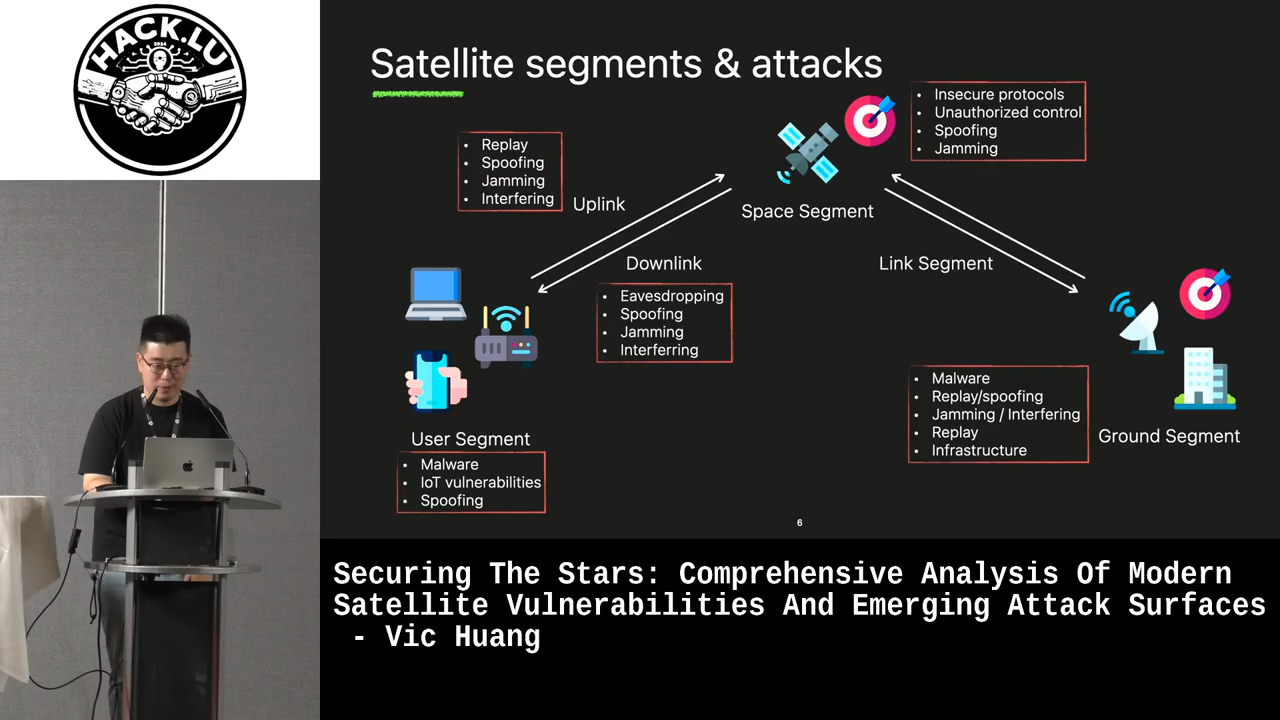 HACK.LU
2024
Satellite segments & attacks
• Insecure protocols
• Unauthorized control
• Spoofing
• Jamming
• Replay
• Spoofing
• Jamming
• Interfering
Uplink
Space Segment
Downlink
Link Segment
• Eavesdropping
• Spoofing
• Jamming
• Interferring
User Segment
• Malware
• IoT vulnerabilities
• Spoofing
• Malware
• Replay/spoofing
• Jamming / Interfering
• Replay
• Infrastructure
Ground Segment
6
Securing The Stars: Comprehensive Analysis Of Modern
Satellite Vulnerabilities And Emerging Attack Surfaces
- Vic Huang